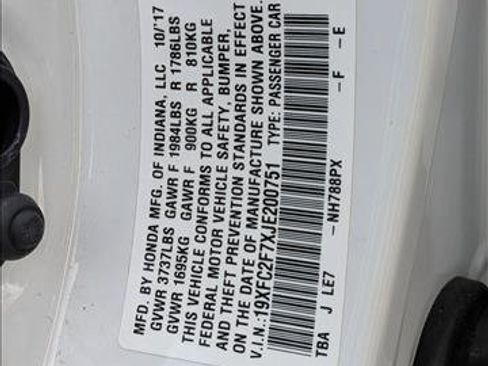 MFD. BY HONDA MFG. OF INDIANA, LLC 10/'17
GVWR 3737LBS GAWR F 1984LBS R 1786LBS
GVWR 1695KG GAWR F 900KG R 810KG
THIS VEHICLE CONFORMS TO ALL APPLICABLE
FEDERAL MOTOR VEHICLE SAFETY, BUMPER,
AND THEFT PREVENTION STANDARDS IN EFFECT
ON THE DATE OF MANUFACTURE SHOWN ABOVE.
V.I.N.:19XFC2F7XJE200751 TYPE: PASSENGER CAR
TBA J LE7 -NH788PX -F -E